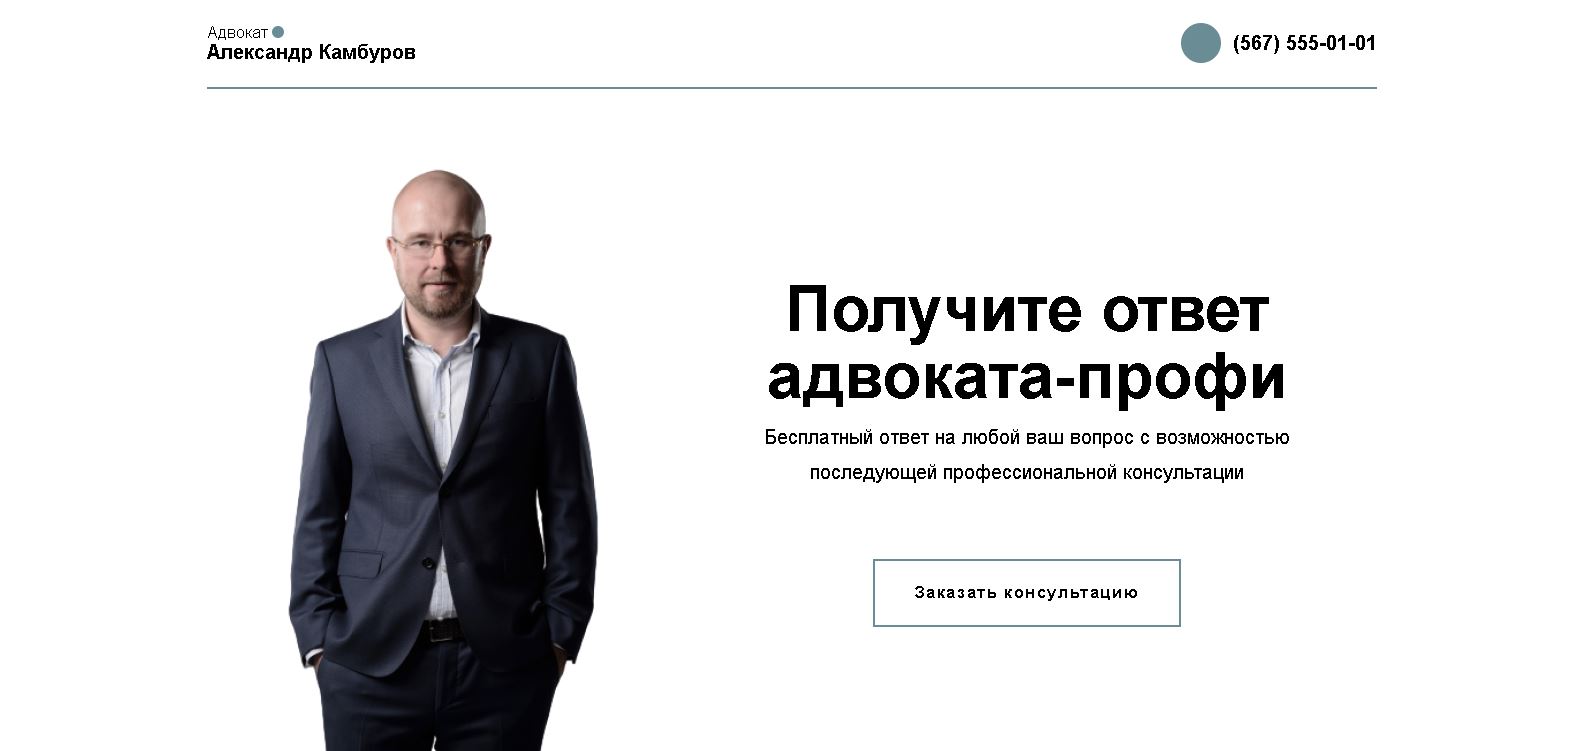 Адвокат
Александр Камбуров
(567) 555-01-01
Получите ответ
адвоката-профи
Бесплатный ответ на любой ваш вопрос с возможностью
последующей профессиональной консультации
Заказать консультацию